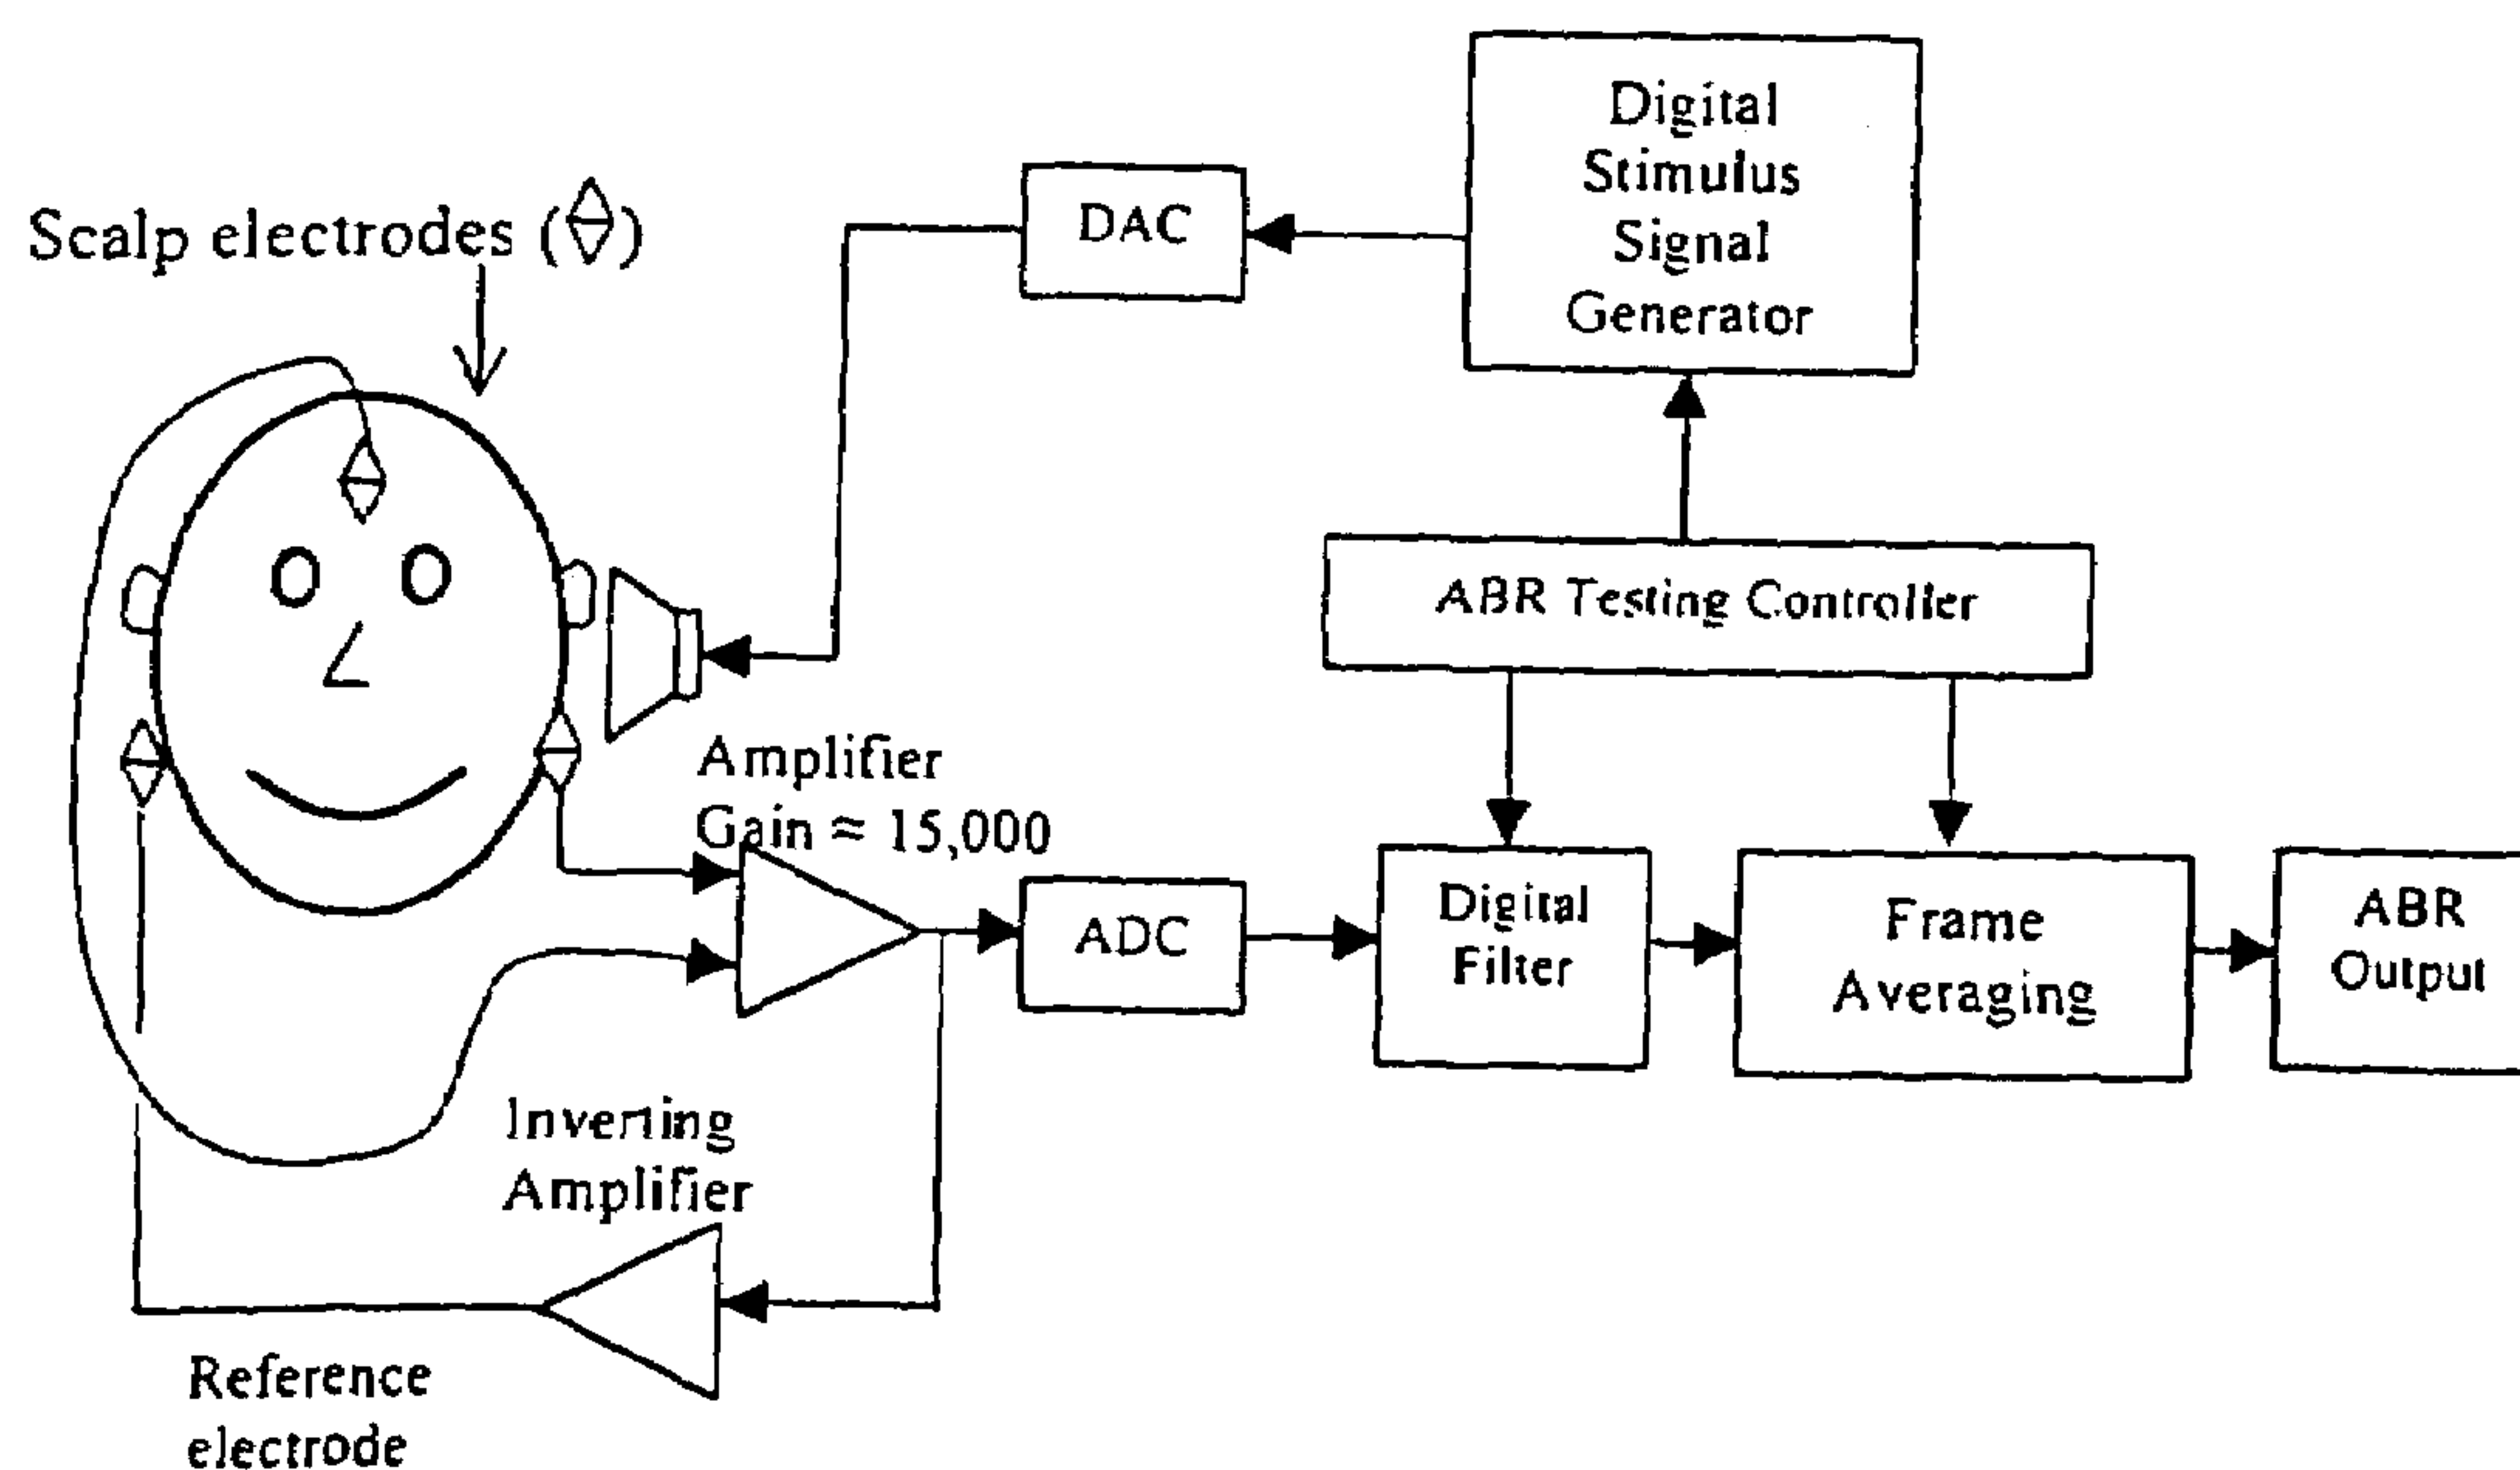 Digital
Stimulus
Signal
Generator
DAC
Scalp electrodes ( )
ABR Testing Controller
Amplifier
Gain ≈ 15,000
ADC
Digital
Filter
Frame
Averaging
ABR
Output
Inverting
Amplifier
Reference
electrode